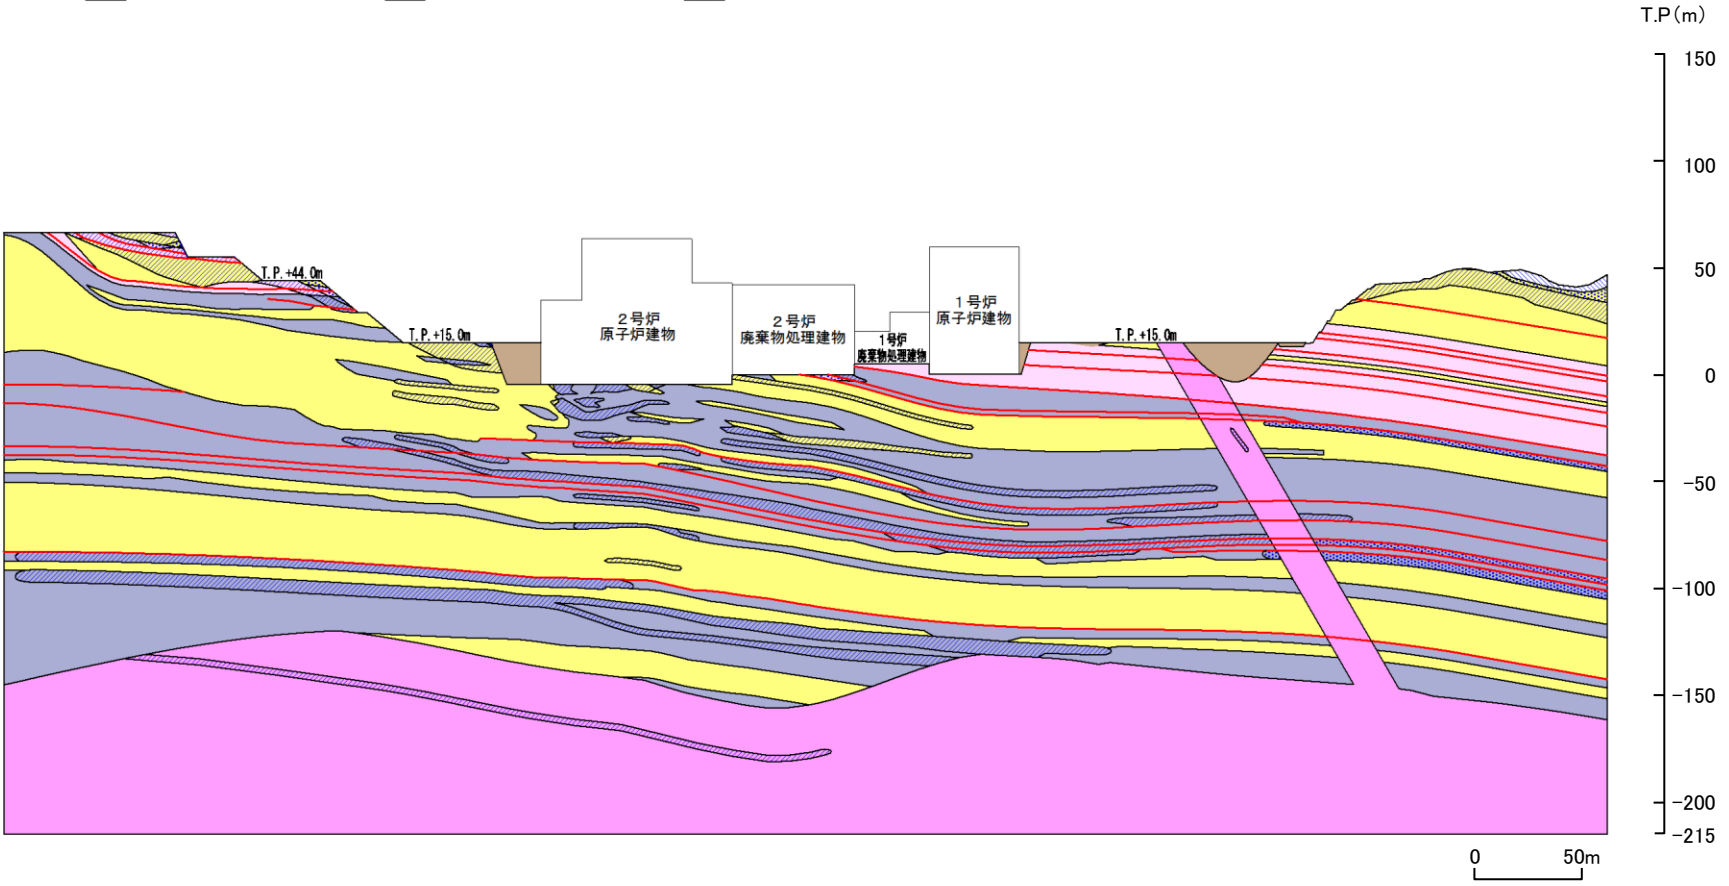 T.P(m)
150
100
50
0
-50
-100
-150
-200
-215
T.P.+44.0m
T.P.+15.0m
2号炉
原子炉建物
2号炉
廃棄物処理建物
1号炉
廃棄物処理建物
1号炉
原子炉建物
T.P.+15.0m
0 50m